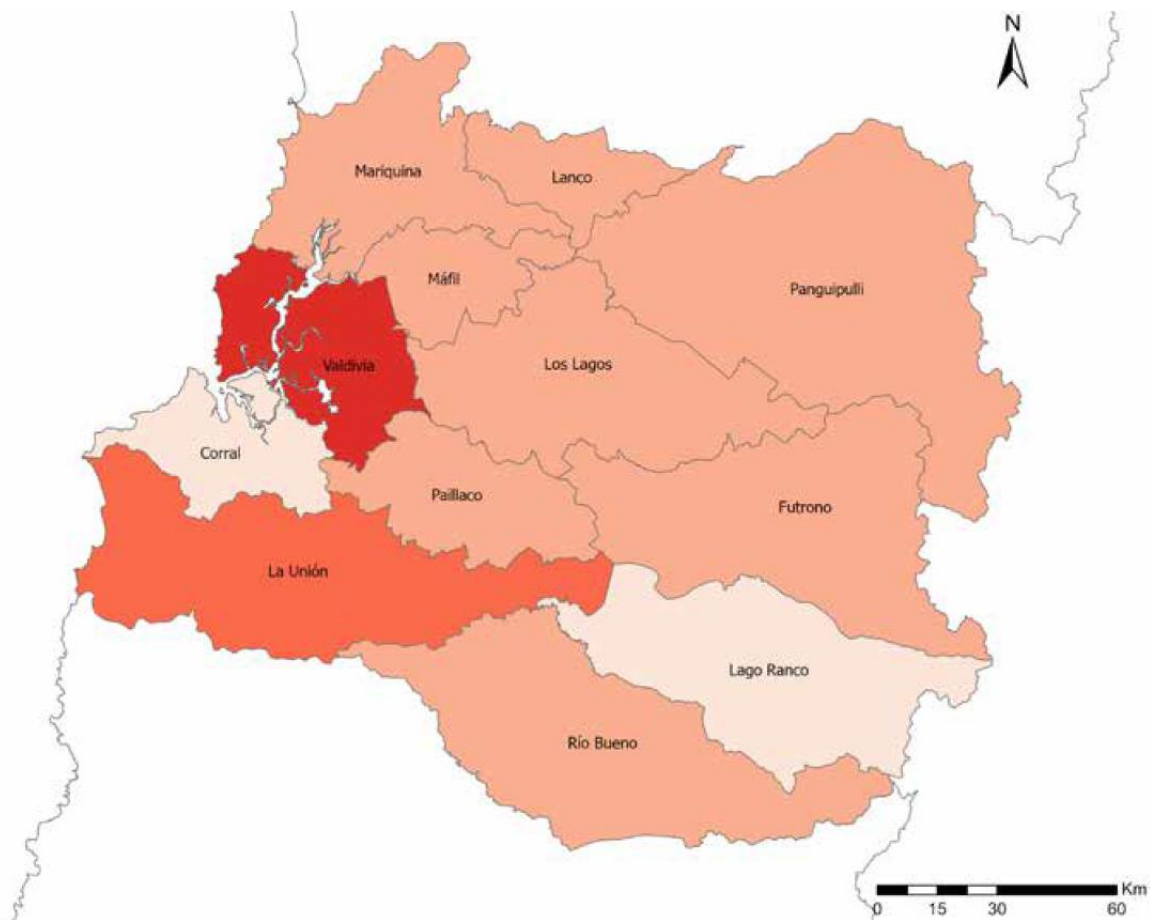 N
Mariquina
Lanco
Máfil
Panguipulli
Valdivia
Los Lagos
Corral
Paillaco
Futrono
La Unión
Lago Ranco
Río Bueno
Km
0 15 30 60